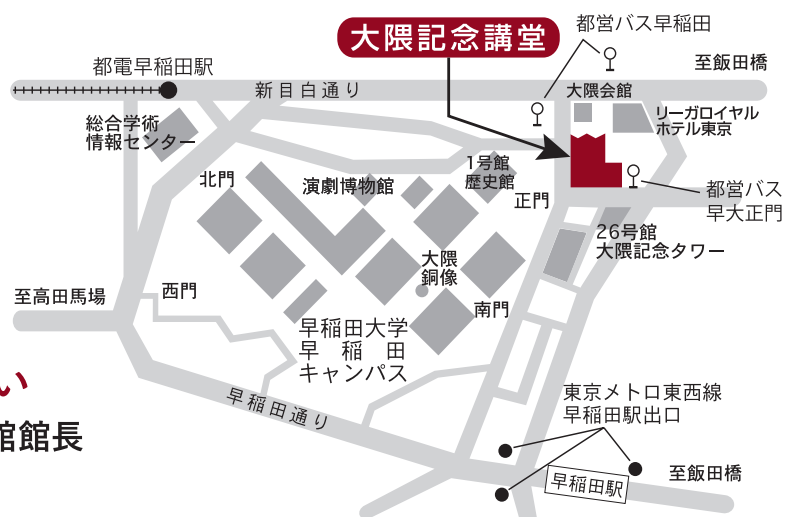 大隈記念講堂
都営バス早稲田
至飯田橋
都電早稲田駅
新目白通り
大隈会館
リーガロイヤル
ホテル東京
総合学術
情報センター
1号館
歴史館
北門
演劇博物館
正門
都営バス
早大正門
26号館
大隈記念タワー
大隈
銅像
西門
至高田馬場
南門
早稲田大学
早稲田
キャンパス
い
館館長
早稲田通り
東京メトロ東西線
早稲田駅出口
至飯田橋
早稲田駅